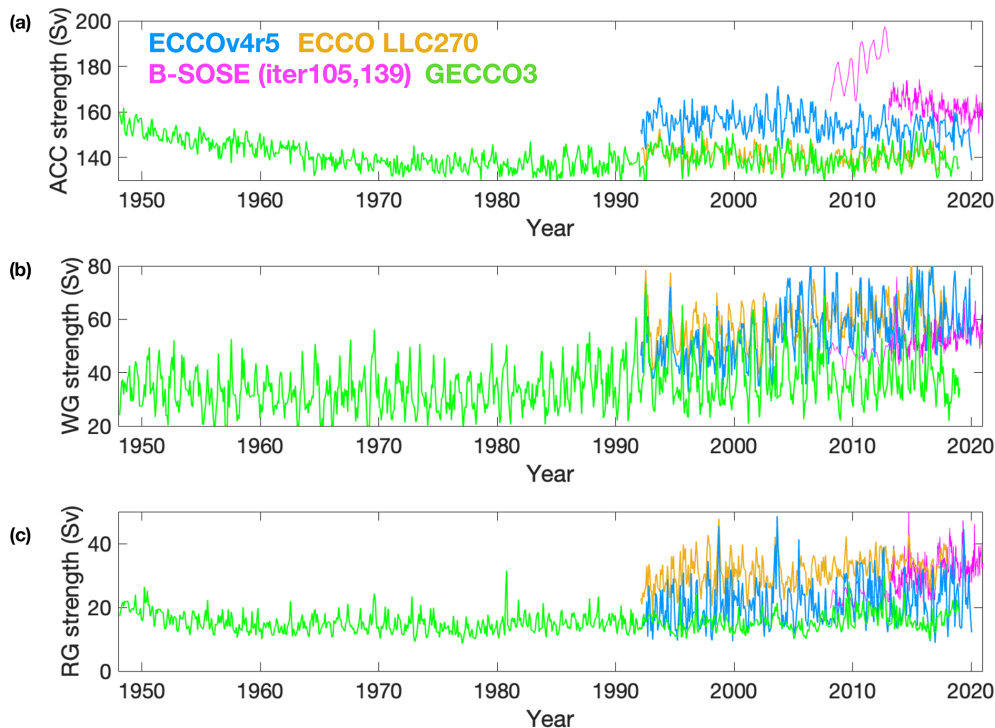 (a)
ACC strength (Sv)
200
180
160
140
ECCOv4r5 ECCO LLC270
B-SOSE (iter105,139) GECCO3
1950 1960 1970 1980 1990 2000 2010 2020
Year
(b)
WG strength (Sv)
80
60
40
20
1950 1960 1970 1980 1990 2000 2010 2020
Year
(c)
RG strength (Sv)
40
20
0
1950 1960 1970 1980 1990 2000 2010 2020
Year